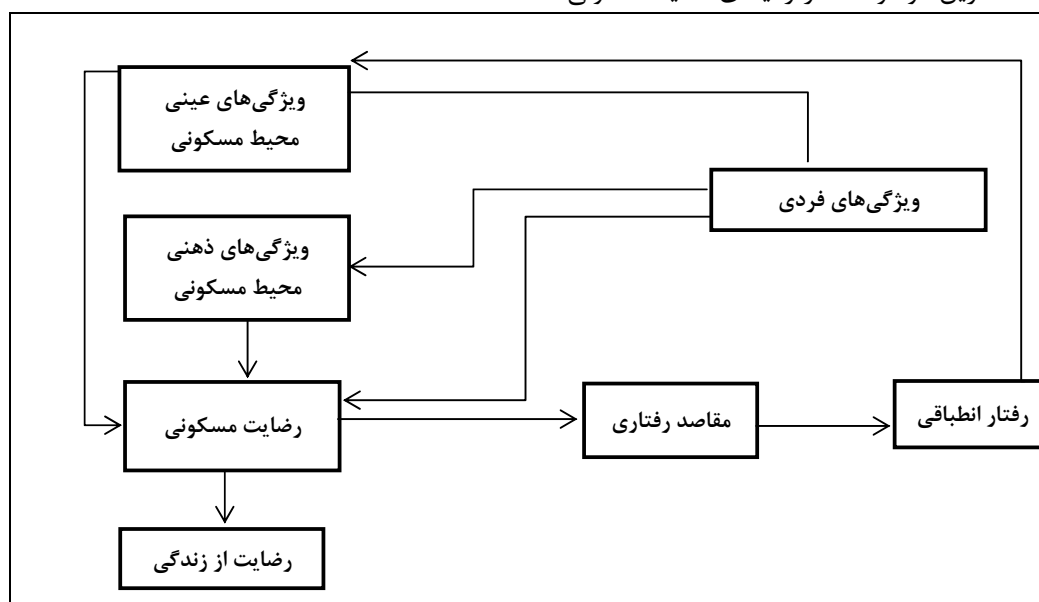 ویژگی‌های عینی
محیط مسکونی
ویژگی‌های فردی
ویژگی‌های ذهنی
محیط مسکونی
رضایت مسکونی
مقاصد رفتاری
رفتار انطباقی
رضایت از زندگی